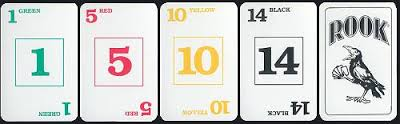 1 GREEN
1
1 GREEN
5 RED
5
5 RED
10 YELLOW
10
10 YELLOW
14 BLACK
14
14 BLACK
ROOK